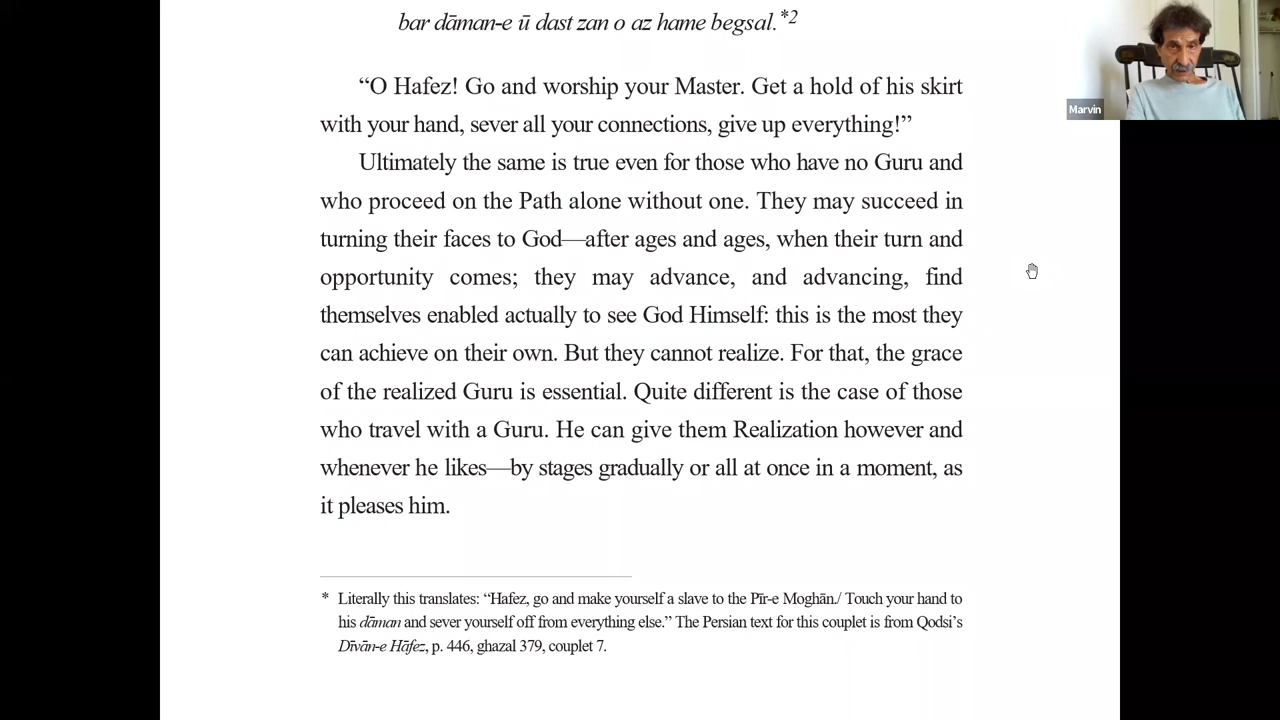 bar dāman-e ū dast zan o az hame begsal.*2
Marvin
“O Hafez! Go and worship your Master. Get a hold of his skirt
with your hand, sever all your connections, give up everything!”
Ultimately the same is true even for those who have no Guru and
who proceed on the Path alone without one. They may succeed in
turning their faces to God—after ages and ages, when their turn and
opportunity comes; they may advance, and advancing, find
themselves enabled actually to see God Himself: this is the most they
can achieve on their own. But they cannot realize. For that, the grace
of the realized Guru is essential. Quite different is the case of those
who travel with a Guru. He can give them Realization however and
whenever he likes—by stages gradually or all at once in a moment, as
it pleases him.
* Literally this translates: “Hafez, go and make yourself a slave to the Pīr-e Moghān./ Touch your hand to
his dāman and sever yourself off from everything else.” The Persian text for this couplet is from Qodsi’s
Dīvān-e Hāfez, p. 446, ghazal 379, couplet 7.